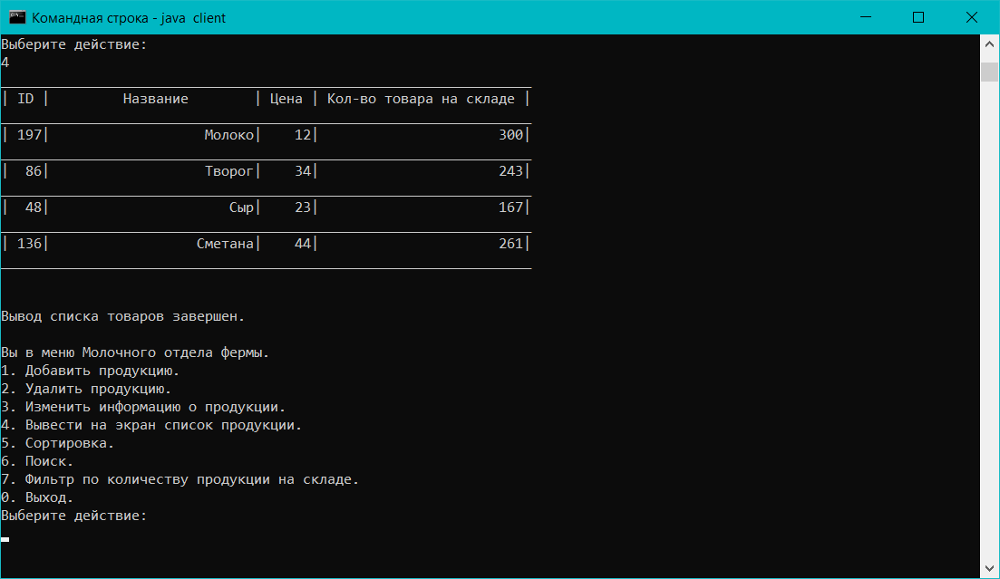 Командная строка - java  client
Выберите действие:
4
| ID |         Название        | Цена | Кол-во товара на складе |
| 197|                   Молоко|    12|                      300|
|  86|                   Творог|    34|                      243|
|  48|                      Сыр|    23|                      167|
| 136|                  Сметана|    44|                      261|
Вывод списка товаров завершен.
Вы в меню Молочного отдела фермы.
1. Добавить продукцию.
2. Удалить продукцию.
3. Изменить информацию о продукции.
4. Вывести на экран список продукции.
5. Сортировка.
6. Поиск.
7. Фильтр по количеству продукции на складе.
0. Выход.
Выберите действие: